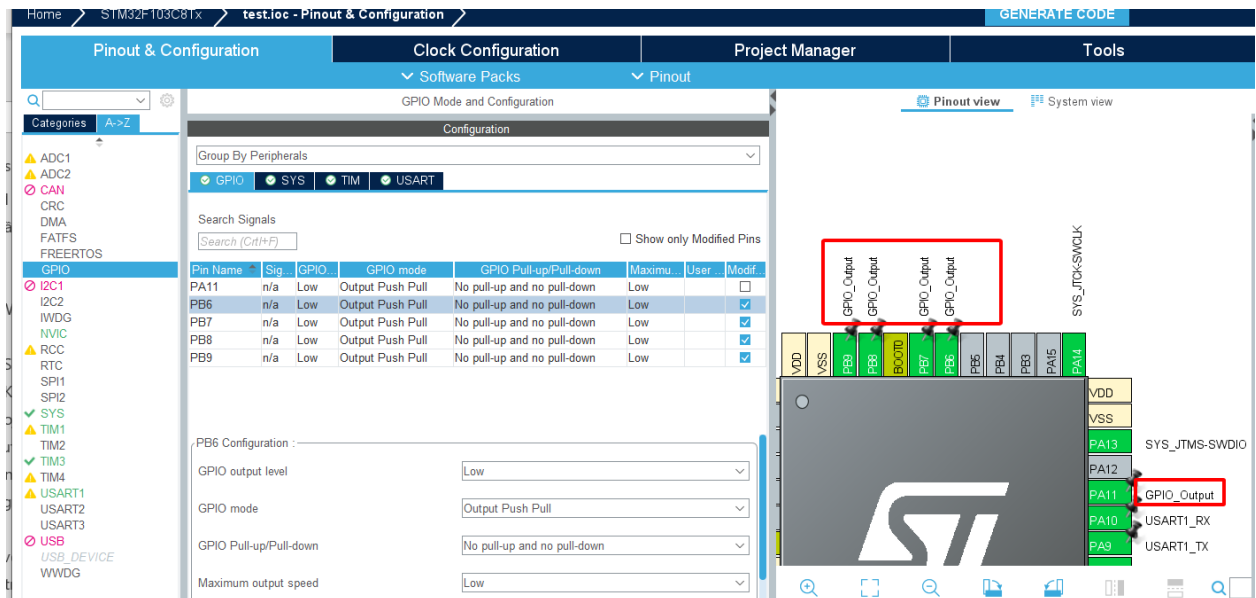 Home
STM32F103C8Tx
test.ioc - Pinout & Configuration
GENERATE CODE
Pinout & Configuration
Clock Configuration
Project Manager
Tools
Software Packs
Pinout
GPIO Mode and Configuration
Pinout view
System view
Categories
A->Z
ADC1
ADC2
CAN
CRC
DMA
FATFS
FREERTOS
GPIO
I2C1
I2C2
IWDG
NVIC
RCC
RTC
SPI1
SPI2
SYS
TIM1
TIM2
TIM3
TIM4
USART1
USART2
USART3
USB
USB_DEVICE
WWDG
Configuration
Group By Peripherals
GPIO
SYS
TIM
USART
Search Signals
Search (CrtI+F)
Show only Modified Pins
Pin Name Sig... GPIO... GPIO mode GPIO Pull-up/Pull-down Maximu... User ... Modif...
PA11 n/a Low Output Push Pull No pull-up and no pull-down Low
PB6 n/a Low Output Push Pull No pull-up and no pull-down Low
PB7 n/a Low Output Push Pull No pull-up and no pull-down Low
PB8 n/a Low Output Push Pull No pull-up and no pull-down Low
PB9 n/a Low Output Push Pull No pull-up and no pull-down Low
PB6 Configuration :
GPIO output level
Low
GPIO mode
Output Push Pull
GPIO Pull-up/Pull-down
No pull-up and no pull-down
Maximum output speed
Low
GPIO_Output
GPIO_Output
GPIO_Output
GPIO_Output
SYS_JTCK-SWCLK
VDD
VSS
PB9
PB8
BOOT0
PB7
PB6
PB5
PB4
PB3
PA15
PA14
VDD
VSS
PA13 SYS_JTMS-SWDIO
PA12
PA11 GPIO_Output
PA10 USART1_RX
PA9 USART1_TX
ST